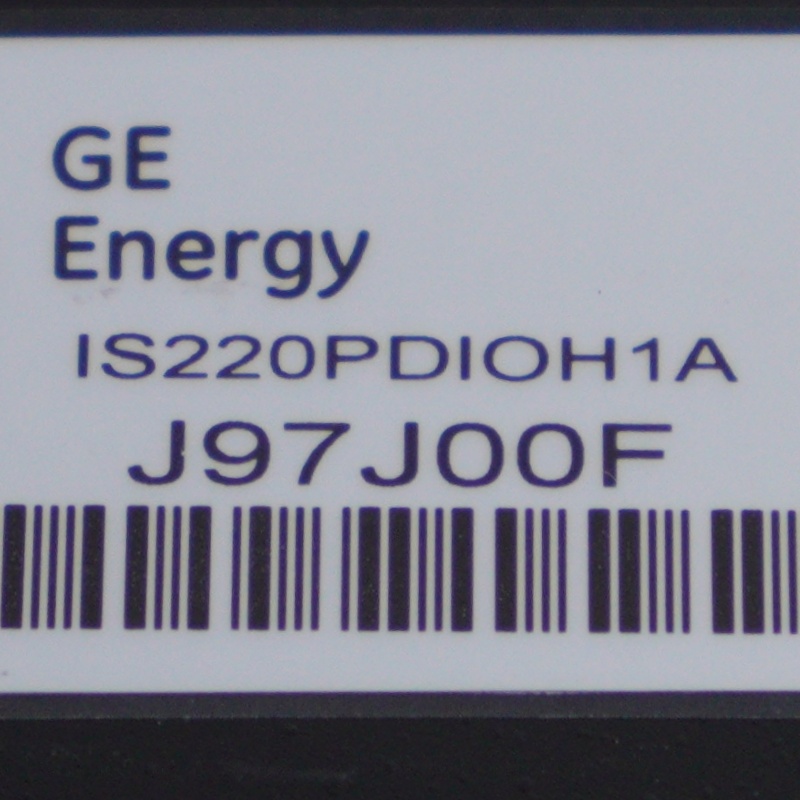 GE
Energy
IS220PDIOH1A
J97J00F